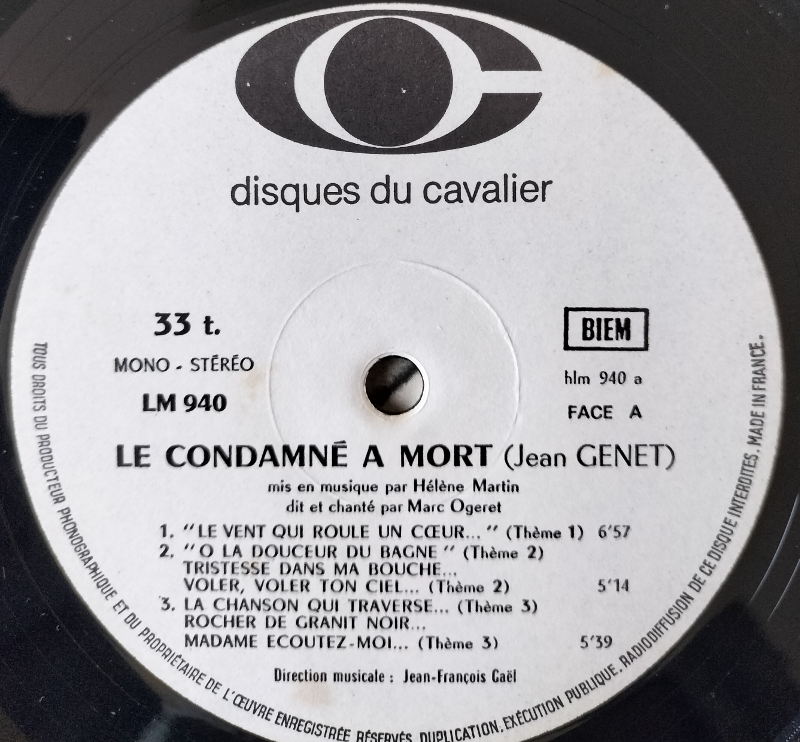 disques du cavalier
33 t.
MONO - STÉRÉO
LM 940
BIEM
hlm 940 a
FACE A
LE CONDAMNÉ A MORT (Jean GENET)
mis en musique par Hélène Martin
dit et chanté par Marc Ogeret
1. "LE VENT QUI ROULE UN CŒUR... " (Thème 1) 6'57
2. "O LA DOUCEUR DU BAGNE " (Thème 2)
TRISTESSE DANS MA BOUCHE...
VOLER, VOLER TON CIEL... (Thème 2) 5'14
3. LA CHANSON QUI TRAVERSE... (Thème 3)
ROCHER DE GRANIT NOIR...
MADAME ECOUTEZ-MOI... (Thème 3) 5'39
Direction musicale : Jean-François Gaël
TOUS DROITS DU PRODUCTEUR PHONOGRAPHIQUE ET DU PROPRIÉTAIRE DE L'ŒUVRE ENREGISTRÉE RÉSERVÉS. DUPLICATION, EXÉCUTION PUBLIQUE, RADIODIFFUSION DE CE DISQUE INTERDITES. MADE IN FRANCE.